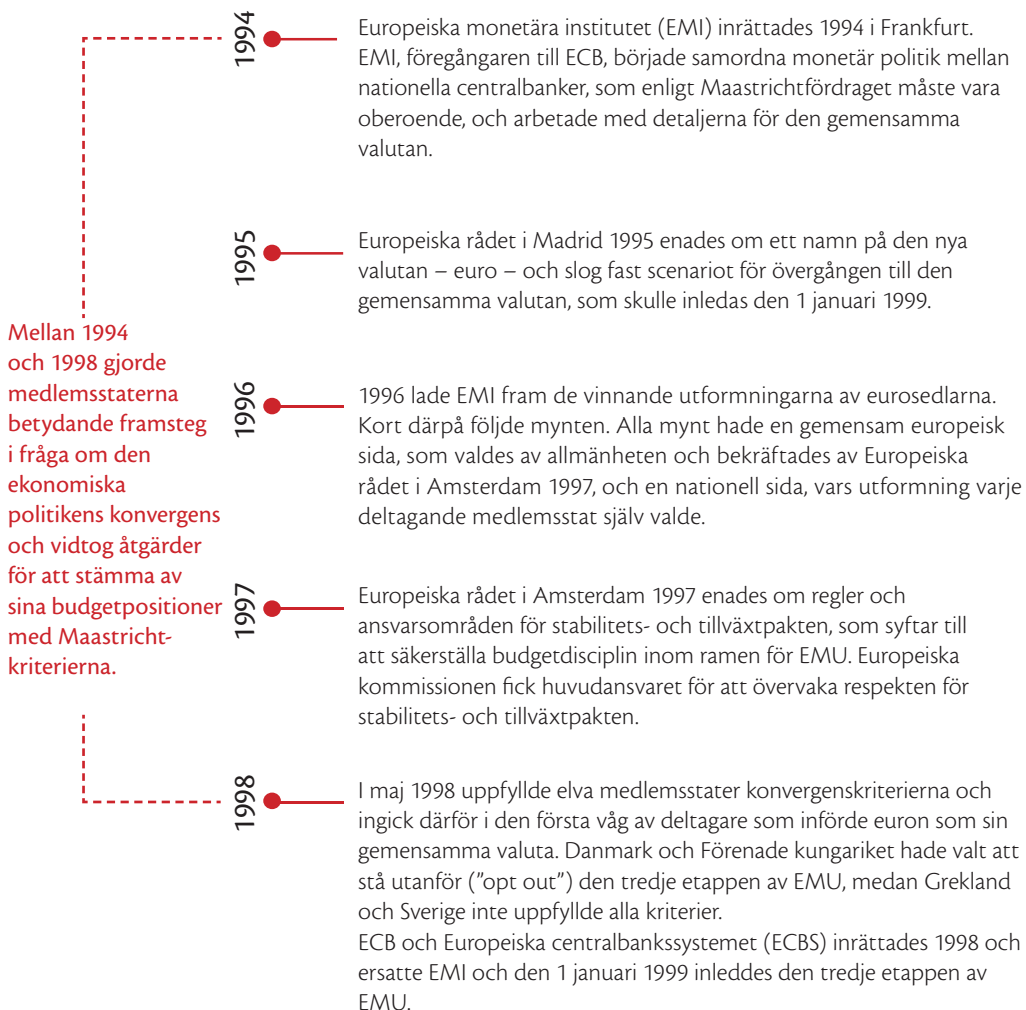 1994
Europeiska monetära institutet (EMI) inrättades 1994 i Frankfurt.
EMI, föregångaren till ECB, började samordna monetär politik mellan
nationella centralbanker, som enligt Maastrichtfördraget måste vara
oberoende, och arbetade med detaljerna för den gemensamma
valutan.
1995
Europeiska rådet i Madrid 1995 enades om ett namn på den nya
valutan – euro – och slog fast scenariot för övergången till den
gemensamma valutan, som skulle inledas den 1 januari 1999.
Mellan 1994
och 1998 gjorde
medlemsstaterna
betydande framsteg
i fråga om den
ekonomiska
politikens konvergens
och vidtog åtgärder
för att stämma av
sina budgetpositioner
med Maastricht-
kriterierna.
1996
1996 lade EMI fram de vinnande utformningarna av eurosedlarna.
Kort därpå följde mynten. Alla mynt hade en gemensam europeisk
sida, som valdes av allmänheten och bekräftades av Europeiska
rådet i Amsterdam 1997, och en nationell sida, vars utformning varje
deltagande medlemsstat själv valde.
1997
Europeiska rådet i Amsterdam 1997 enades om regler och
ansvarsområden för stabilitets- och tillväxtpakten, som syftar till
att säkerställa budgetdisciplin inom ramen för EMU. Europeiska
kommissionen fick huvudansvaret för att övervaka respekten för
stabilitets- och tillväxtpakten.
1998
I maj 1998 uppfyllde elva medlemsstater konvergenskriterierna och
ingick därför i den första våg av deltagare som införde euron som sin
gemensamma valuta. Danmark och Förenade kungariket hade valt att
stå utanför (”opt out”) den tredje etappen av EMU, medan Grekland
och Sverige inte uppfyllde alla kriterier.
ECB och Europeiska centralbankssystemet (ECBS) inrättades 1998 och
ersatte EMI och den 1 januari 1999 inleddes den tredje etappen av
EMU.